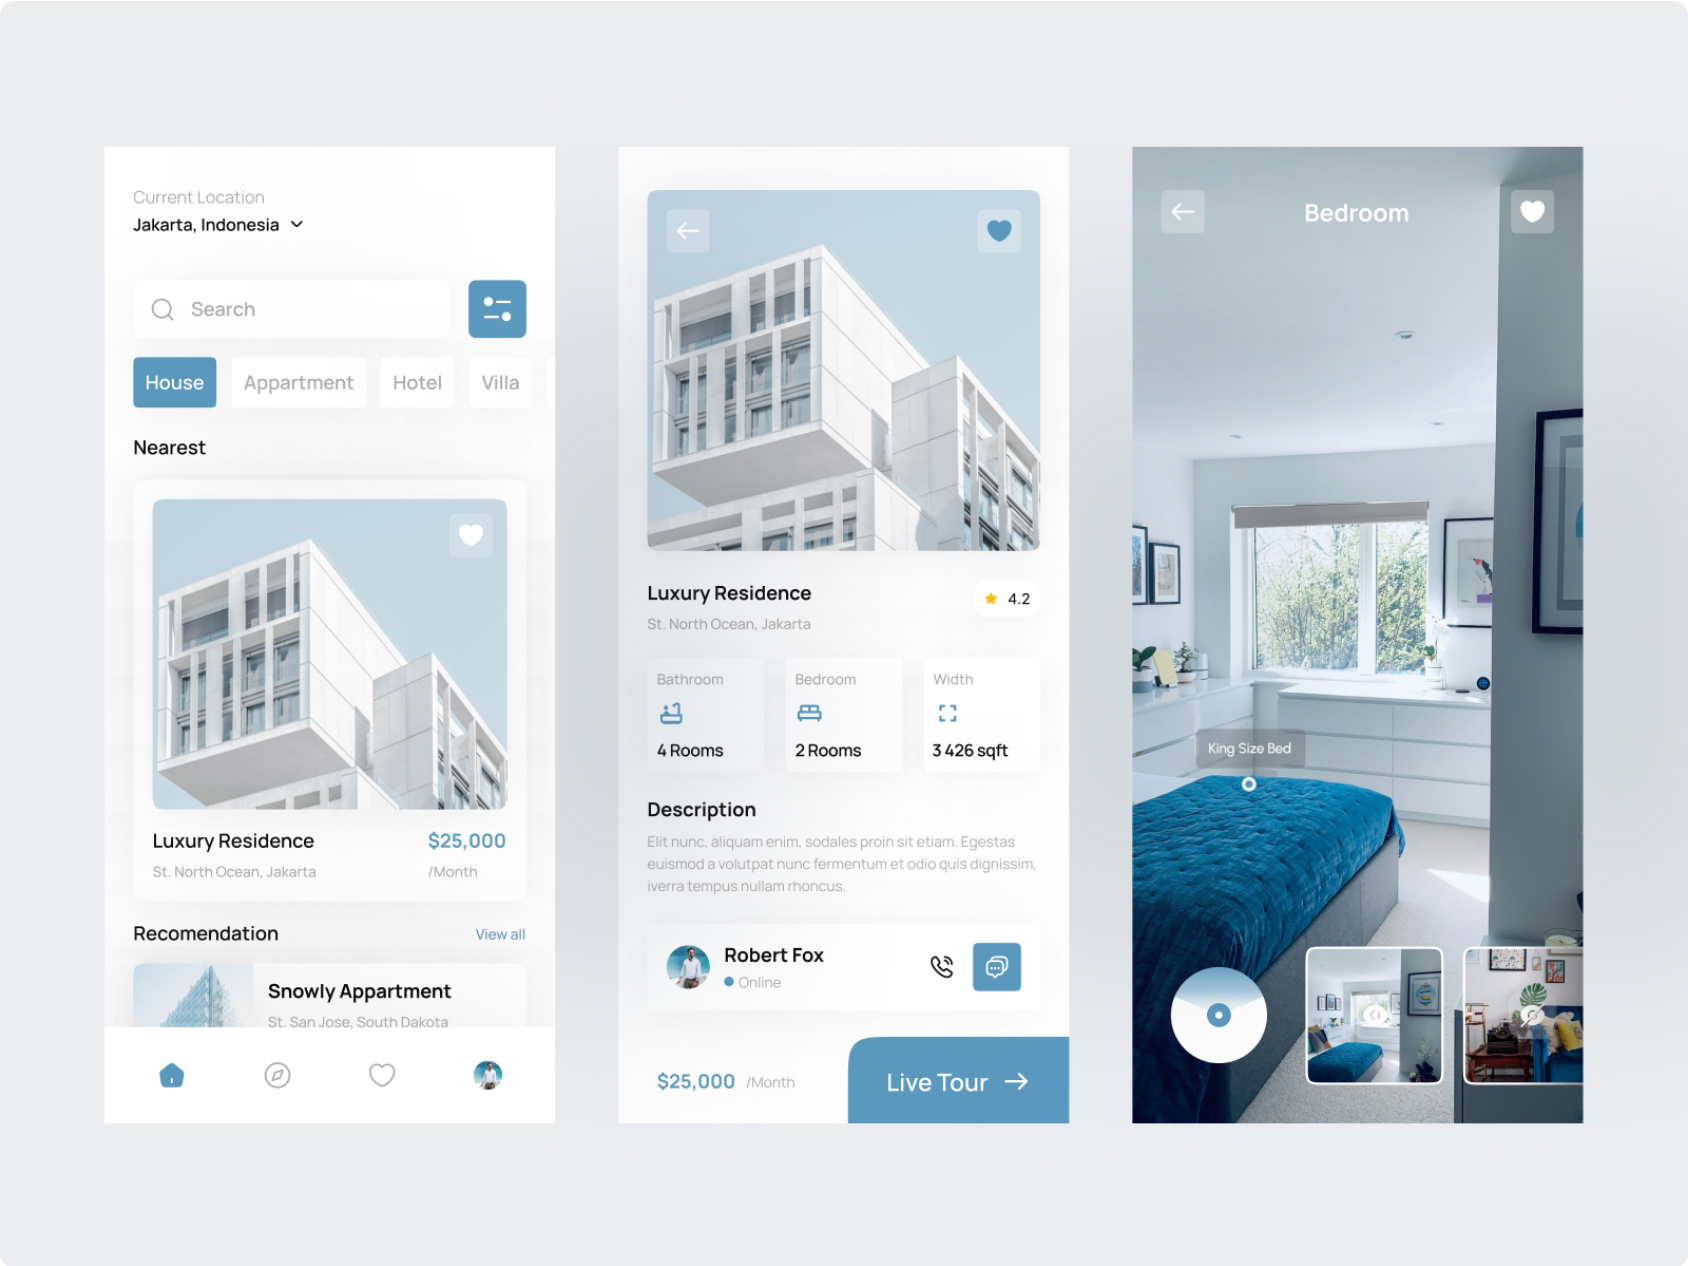 Current Location
Jakarta, Indonesia
Search
House
Appartment
Hotel
Villa
Nearest
Luxury Residence
$25,000
St. North Ocean, Jakarta
/Month
Recomendation
View all
Snowly Appartment
St. San Jose, South Dakota
Luxury Residence
4.2
St. North Ocean, Jakarta
Bathroom
4 Rooms
Bedroom
2 Rooms
Width
3 426 sqft
Description
Elit nunc, aliquam enim, sodales proin sit etiam. Egestas
euismod a volutpat nunc fermentum et odio quis dignissim,
iverra tempus nullam rhoncus.
Robert Fox
Online
$25,000 /Month
Live Tour
Bedroom
King Size Bed